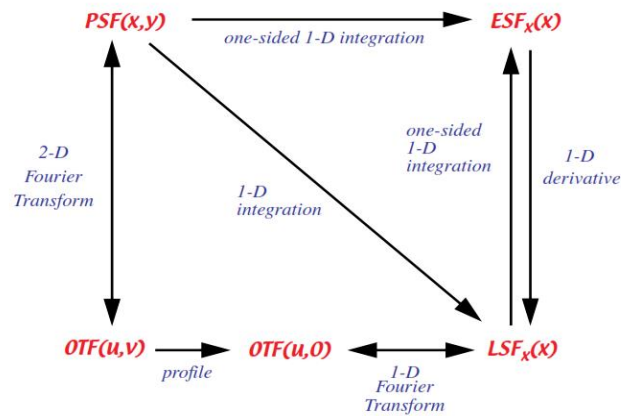 PSF(x,y)
ESFx(x)
one-sided 1-D integration
2-D
Fourier
Transform
1-D
integration
one-sided
1-D
integration
1-D
derivative
OTF(u,v)
OTF(u,0)
LSFx(x)
profile
1-D
Fourier
Transform